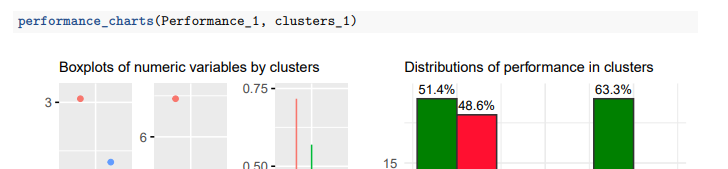 performance_charts(Performance_1, clusters_1)
Boxplots of numeric variables by clusters
3
6
0.75
0.50
Distributions of performance in clusters
51.4%
48.6%
63.3%
15